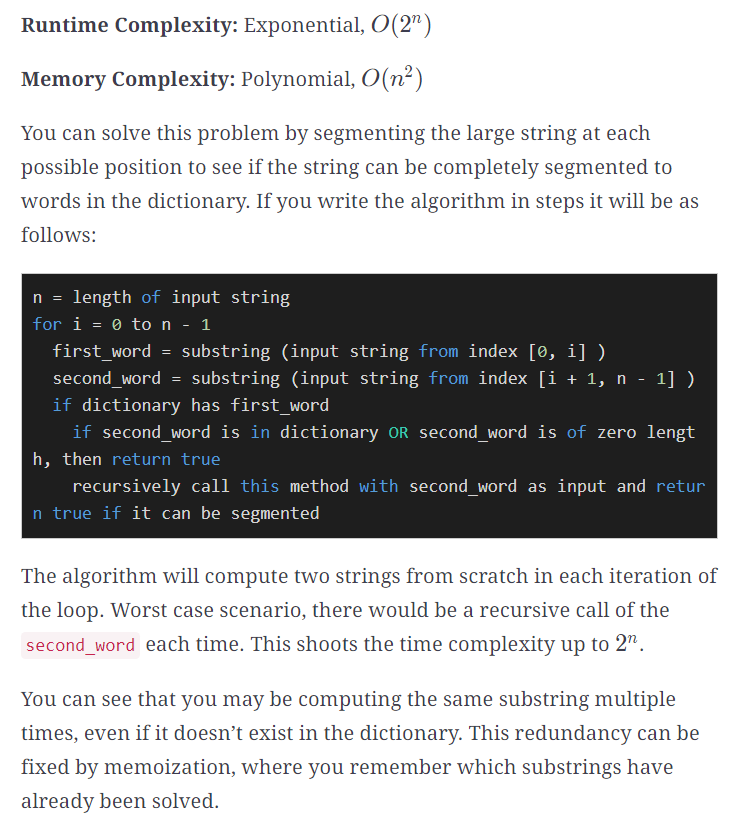 Runtime Complexity: Exponential, O(2ⁿ)
Memory Complexity: Polynomial, O(n²)
You can solve this problem by segmenting the large string at each
possible position to see if the string can be completely segmented to
words in the dictionary. If you write the algorithm in steps it will be as
follows:
n = length of input string
for i = 0 to n - 1
  first_word = substring (input string from index [0, i] )
  second_word = substring (input string from index [i + 1, n - 1] )
  if dictionary has first_word
    if second_word is in dictionary OR second_word is of zero lengt
h, then return true
    recursively call this method with second_word as input and retur
n true if it can be segmented
The algorithm will compute two strings from scratch in each iteration of
the loop. Worst case scenario, there would be a recursive call of the
second_word each time. This shoots the time complexity up to 2ⁿ.
You can see that you may be computing the same substring multiple
times, even if it doesn’t exist in the dictionary. This redundancy can be
fixed by memoization, where you remember which substrings have
already been solved.